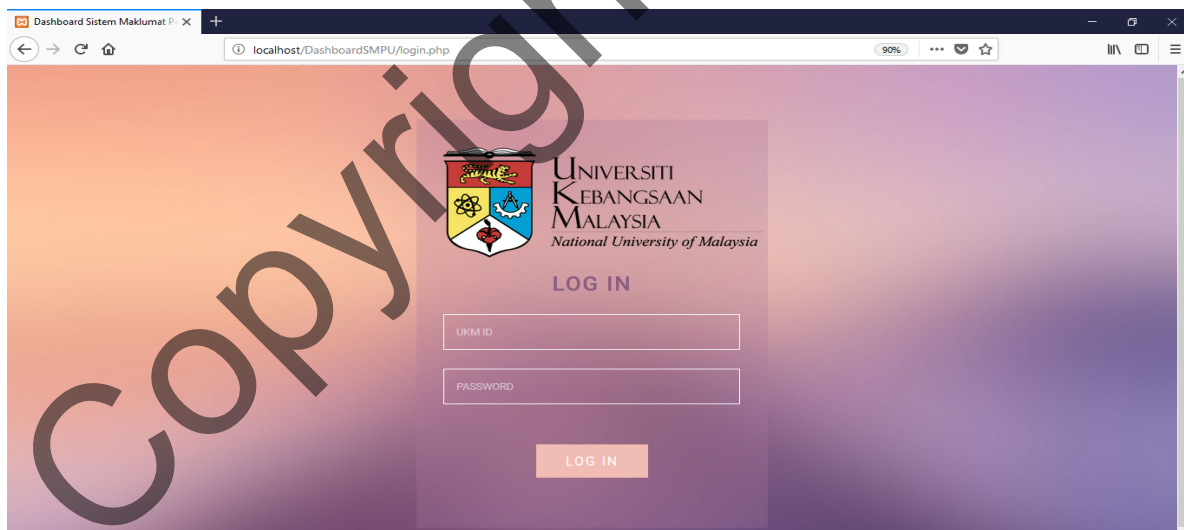 Dashboard Sistem Maklumat P
localhost/DashboardSMPU/login.php
90%
UNIVERSITI
KEBANGSAAN
MALAYSIA
National University of Malaysia
LOG IN
UKM ID
PASSWORD
LOG IN
Copyrigh